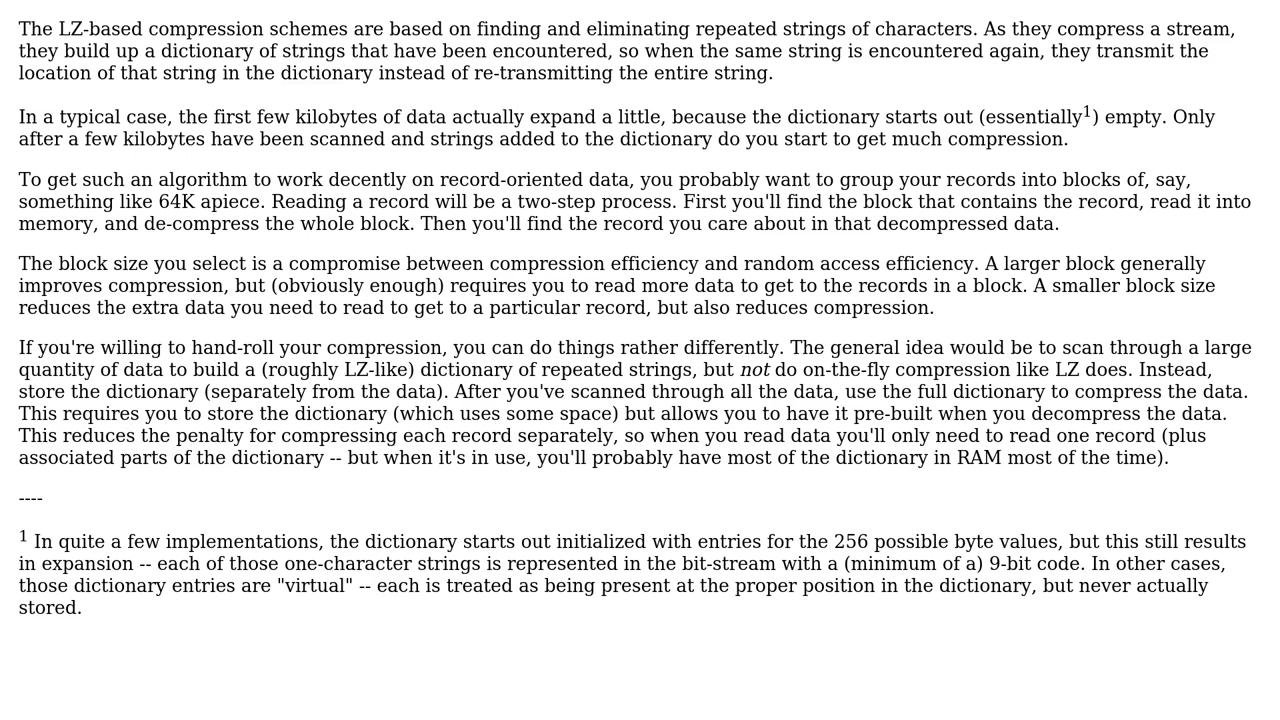 The LZ-based compression schemes are based on finding and eliminating repeated strings of characters. As they compress a stream,
they build up a dictionary of strings that have been encountered, so when the same string is encountered again, they transmit the
location of that string in the dictionary instead of re-transmitting the entire string.
In a typical case, the first few kilobytes of data actually expand a little, because the dictionary starts out (essentially1) empty. Only
after a few kilobytes have been scanned and strings added to the dictionary do you start to get much compression.
To get such an algorithm to work decently on record-oriented data, you probably want to group your records into blocks of, say,
something like 64K apiece. Reading a record will be a two-step process. First you'll find the block that contains the record, read it into
memory, and de-compress the whole block. Then you'll find the record you care about in that decompressed data.
The block size you select is a compromise between compression efficiency and random access efficiency. A larger block generally
improves compression, but (obviously enough) requires you to read more data to get to the records in a block. A smaller block size
reduces the extra data you need to read to get to a particular record, but also reduces compression.
If you're willing to hand-roll your compression, you can do things rather differently. The general idea would be to scan through a large
quantity of data to build a (roughly LZ-like) dictionary of repeated strings, but not do on-the-fly compression like LZ does. Instead,
store the dictionary (separately from the data). After you've scanned through all the data, use the full dictionary to compress the data.
This requires you to store the dictionary (which uses some space) but allows you to have it pre-built when you decompress the data.
This reduces the penalty for compressing each record separately, so when you read data you'll only need to read one record (plus
associated parts of the dictionary -- but when it's in use, you'll probably have most of the dictionary in RAM most of the time).
----
1 In quite a few implementations, the dictionary starts out initialized with entries for the 256 possible byte values, but this still results
in expansion -- each of those one-character strings is represented in the bit-stream with a (minimum of a) 9-bit code. In other cases,
those dictionary entries are "virtual" -- each is treated as being present at the proper position in the dictionary, but never actually
stored.